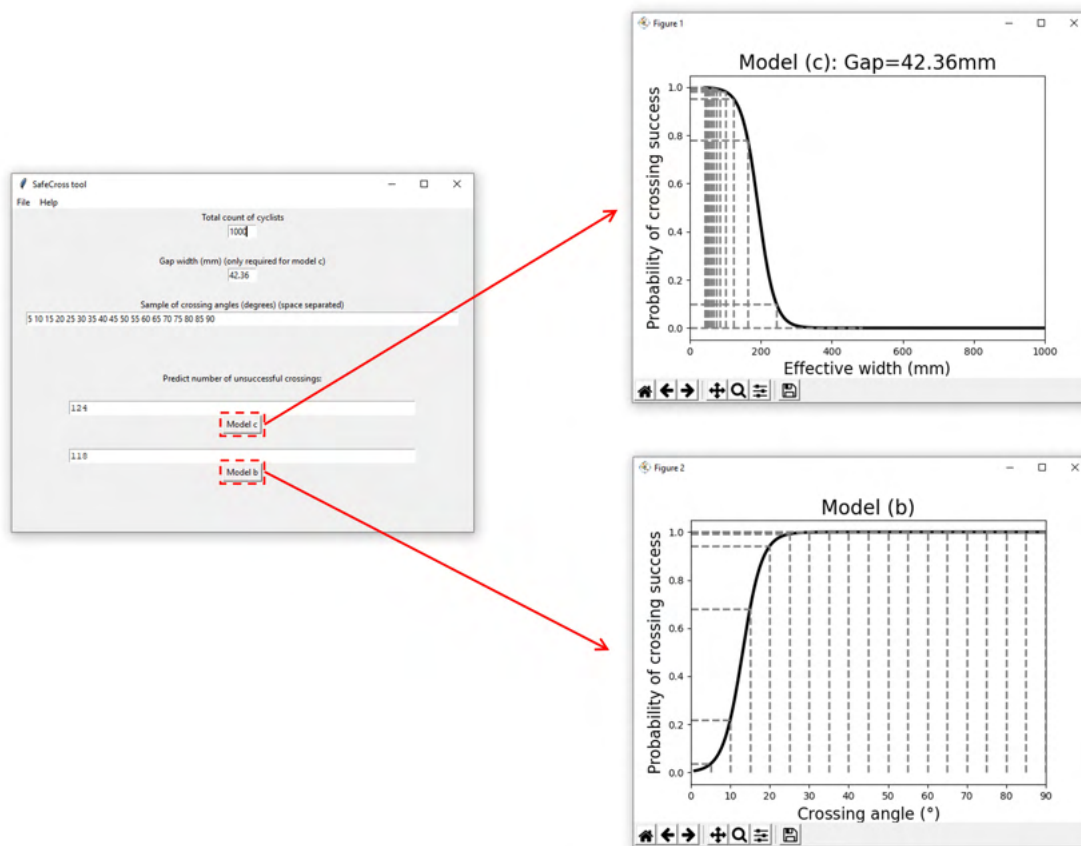 SafeCross tool
File Help
Total count of cyclists
1000
Gap width (mm) (only required for model c)
42.36
Sample of crossing angles (degrees) (space separated)
5 10 15 20 25 30 35 40 45 50 55 60 65 70 75 80 85 90
Predict number of unsuccessful crossings:
124
Model c
118
Model b
Figure 1
Model (c): Gap=42.36mm
Probability of crossing success
1.0
0.8
0.6
0.4
0.2
0.0
0 200 400 600 800 1000
Effective width (mm)
Figure 2
Model (b)
Probability of crossing success
1.0
0.8
0.6
0.4
0.2
0.0
0 10 20 30 40 50 60 70 80 90
Crossing angle (°)